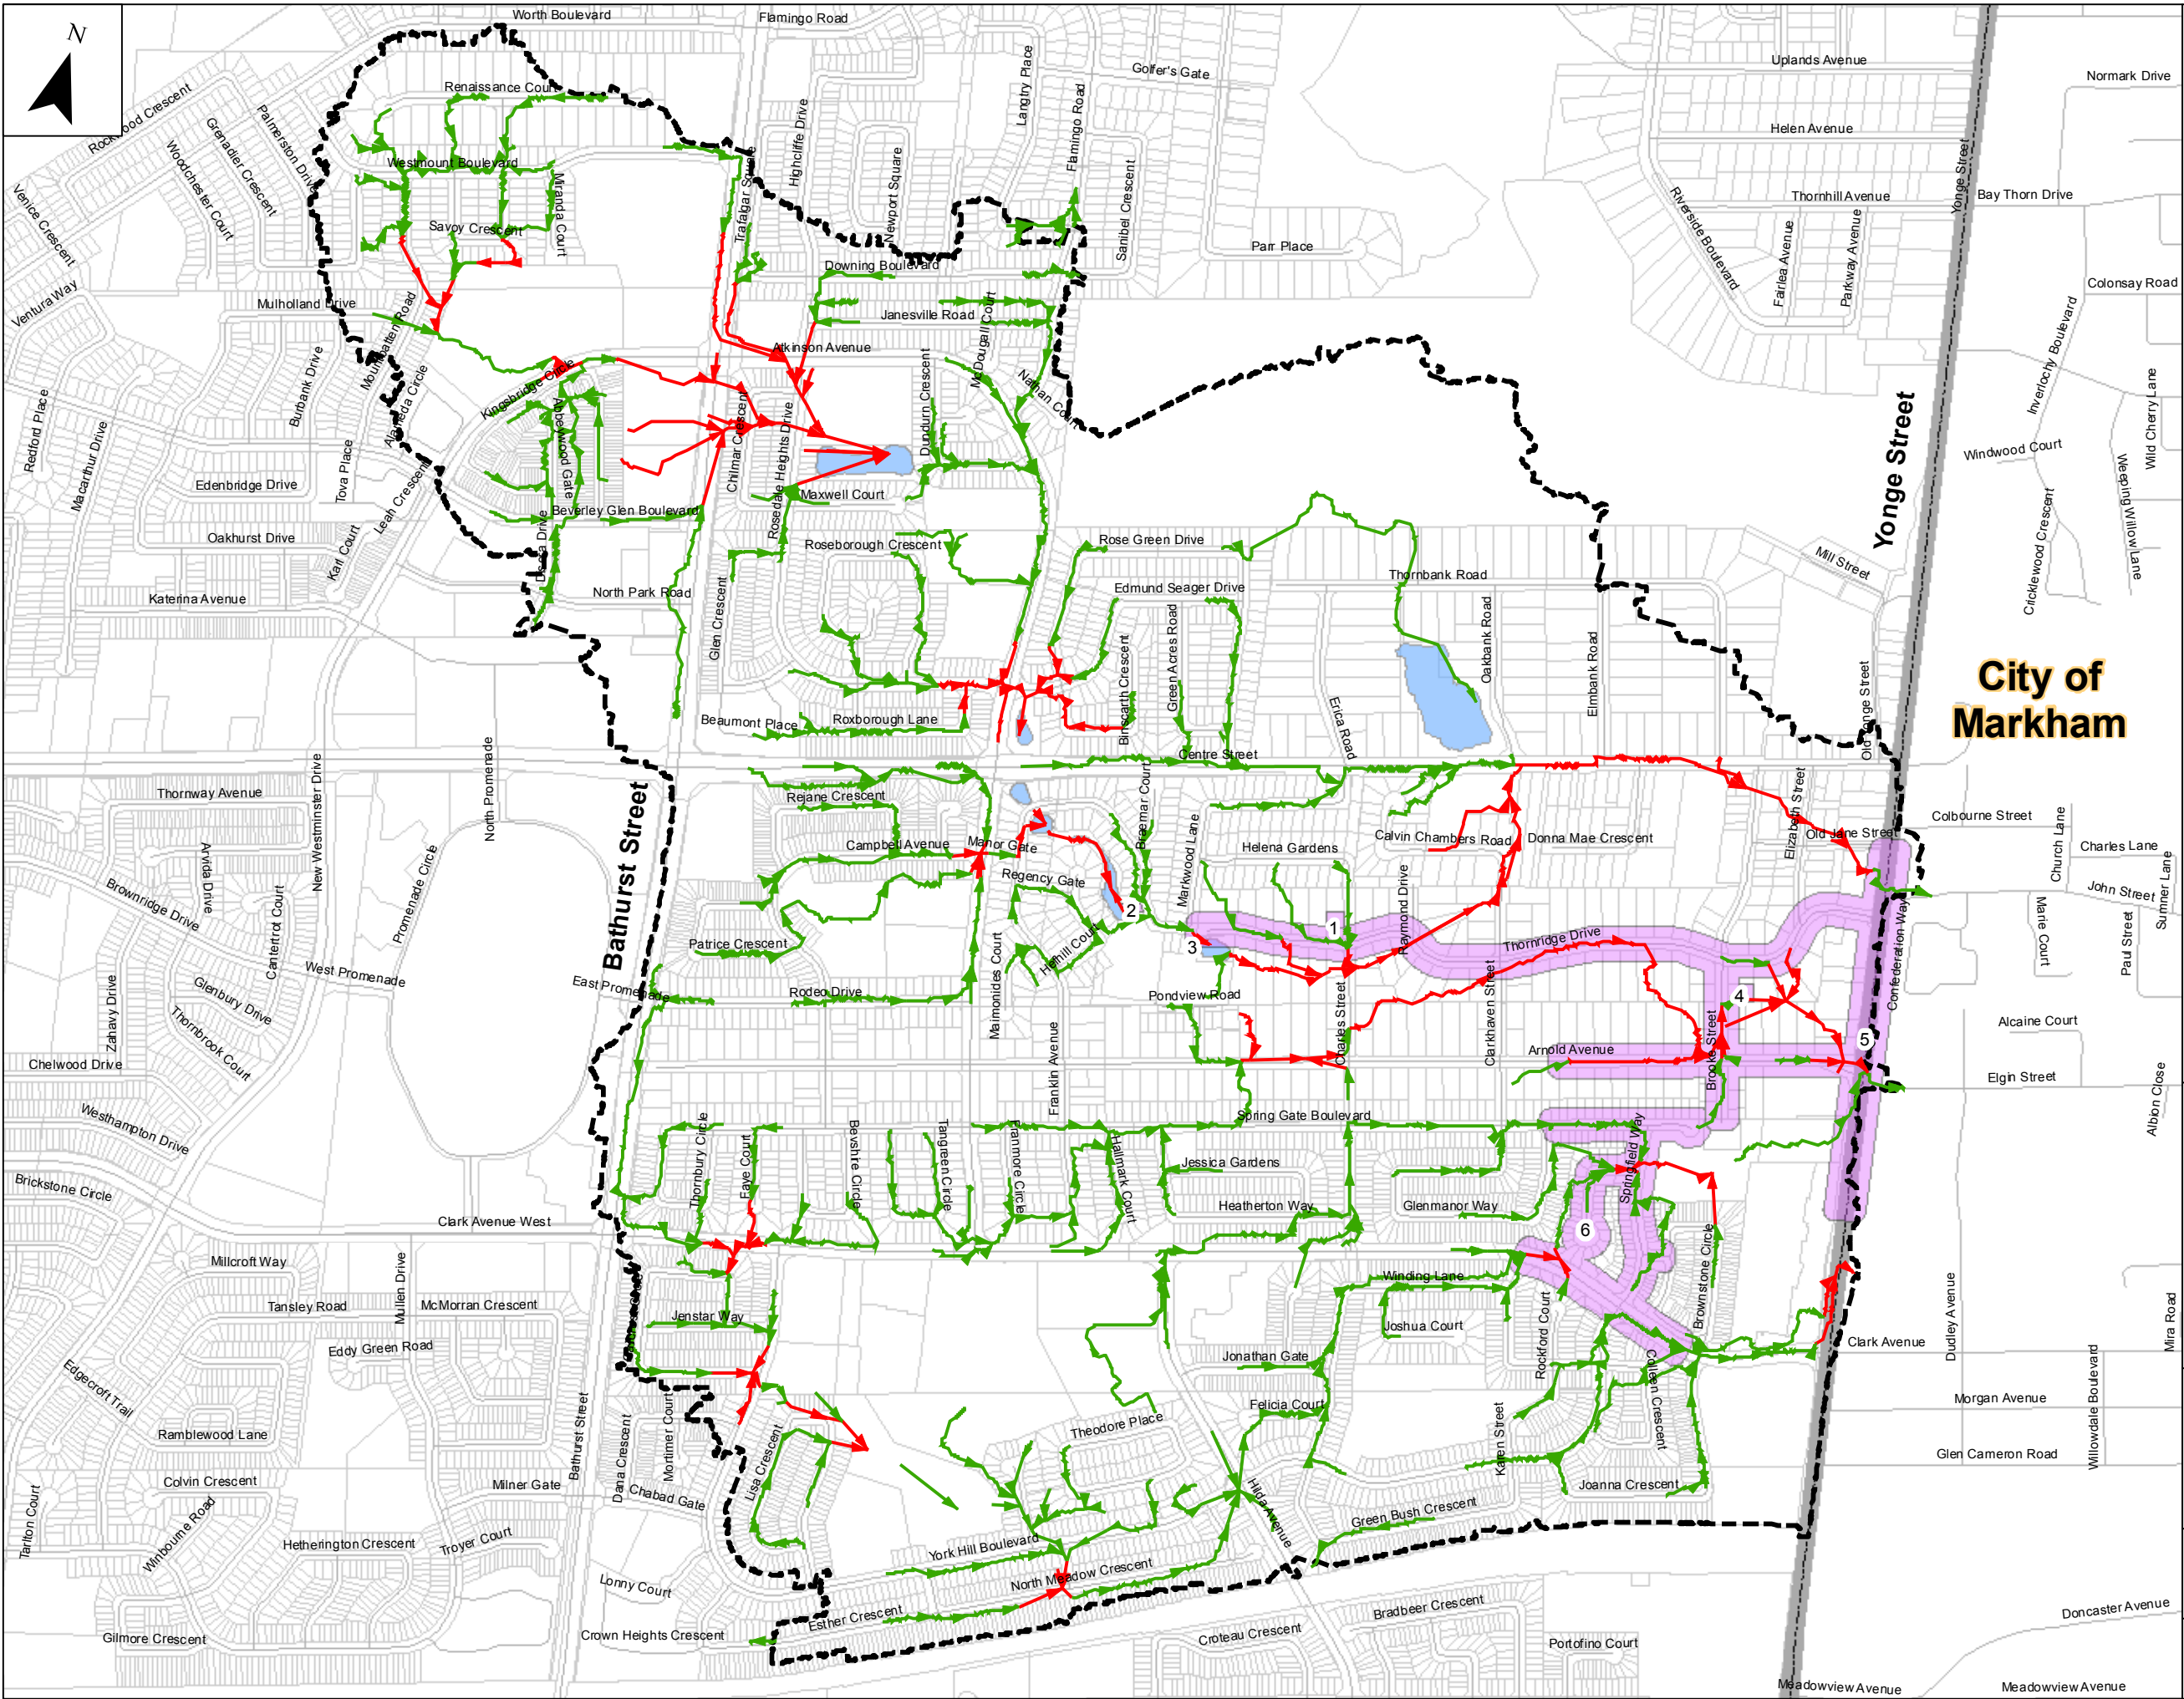 N
Worth Boulevard
Flamingo Road
Langtry Place
Golfer's Gate
Uplands Avenue
Normark Drive
Rockwood Crescent
Renaissance Court
Palmerston Drive
Grenadier Crescent
Woodchester Court
Highcliffe Drive
Flamingo Road
Helen Avenue
Westmount Boulevard
Miranda Court
Trafalgar Square
Newport Square
Sanibel Crescent
Riverside Boulevard
Thornhill Avenue
Yonge Street
Bay Thorn Drive
Venice Crescent
Savoy Crescent
Parr Place
Fairlea Avenue
Parkway Avenue
Downing Boulevard
Colonsay Road
Ventura Way
Mulholland Drive
Janesville Road
McDougall Court
Mountbatten Road
Atkinson Avenue
Inverlochy Boulevard
Burbank Drive
Alameda Circle
Kingsbridge Circle
Dundurn Crescent
Nathan Court
Redford Place
Macarthur Drive
Abbeywood Gate
Chilmar Crescent
Rosedale Heights Drive
Yonge Street
Windwood Court
Wild Cherry Lane
Weeping Willow Lane
Edenbridge Drive
Tova Place
Leah Crescent
Maxwell Court
Beverley Glen Boulevard
Oakhurst Drive
Karl Court
Disera Drive
Roseborough Crescent
Rose Green Drive
Mill Street
Cricklewood Crescent
Thornbank Road
Edmund Seager Drive
Katerina Avenue
North Park Road
Glen Crescent
Green Acres Road
Binscarth Crescent
Oakbank Road
Elmbank Road
Erica Road
Old Yonge Street
City of
Markham
Beaumont Place
Roxborough Lane
Centre Street
New Westminster Drive
North Promenade
Thornway Avenue
Bathurst Street
Rejane Crescent
Braemar Court
Markwood Lane
Elizabeth Street
Colbourne Street
Church Lane
Arvida Drive
Campbell Avenue
Manor Gate
Helena Gardens
Calvin Chambers Road
Donna Mae Crescent
Old Jane Street
Charles Lane
Promenade Circle
Regency Gate
Raymond Drive
John Street
Sumner Lane
Brownridge Drive
Cantertrot Court
2
1
3
Patrice Crescent
Helhill Court
Thornridge Drive
Confederation Way
Marie Court
Paul Street
West Promenade
East Promenade
Rodeo Drive
Maimonides Court
Pondview Road
Clarkhaven Street
4
Glenbury Drive
Zahavy Drive
Thornbrook Court
Charles Street
Arnold Avenue
Brooke Street
5
Alcaine Court
Chelwood Drive
Franklin Avenue
Elgin Street
Albion Close
Westhampton Drive
Thornbury Circle
Faye Court
Bevshire Circle
Tangreen Circle
Franmore Circle
Hallmark Court
Spring Gate Boulevard
Springfield Way
Jessica Gardens
Brickstone Circle
Heatherton Way
Glenmanor Way
Clark Avenue West
6
Millcroft Way
Mullen Drive
Winding Lane
Brownstone Circle
Tansley Road
McMorran Crescent
Jenstar Way
Joshua Court
Rockford Court
Dudley Avenue
Mira Road
Eddy Green Road
Jonathan Gate
Colleen Crescent
Clark Avenue
Edgecroft Trail
Bathurst Street
Mortimer Court
Felicia Court
Morgan Avenue
Willowdale Boulevard
Ramblewood Lane
Dana Crescent
Lisa Crescent
Theodore Place
Karen Street
Glen Cameron Road
Colvin Crescent
Milner Gate
Chabad Gate
Hilda Avenue
Joanna Crescent
Tarlton Court
Winbourne Road
Green Bush Crescent
Hetherington Crescent
Troyer Court
York Hill Boulevard
Lonny Court
North Meadow Crescent
Esther Crescent
Bradbeer Crescent
Doncaster Avenue
Gilmore Crescent
Crown Heights Crescent
Croteau Crescent
Portofino Court
Meadowview Avenue
Meadowview Avenue